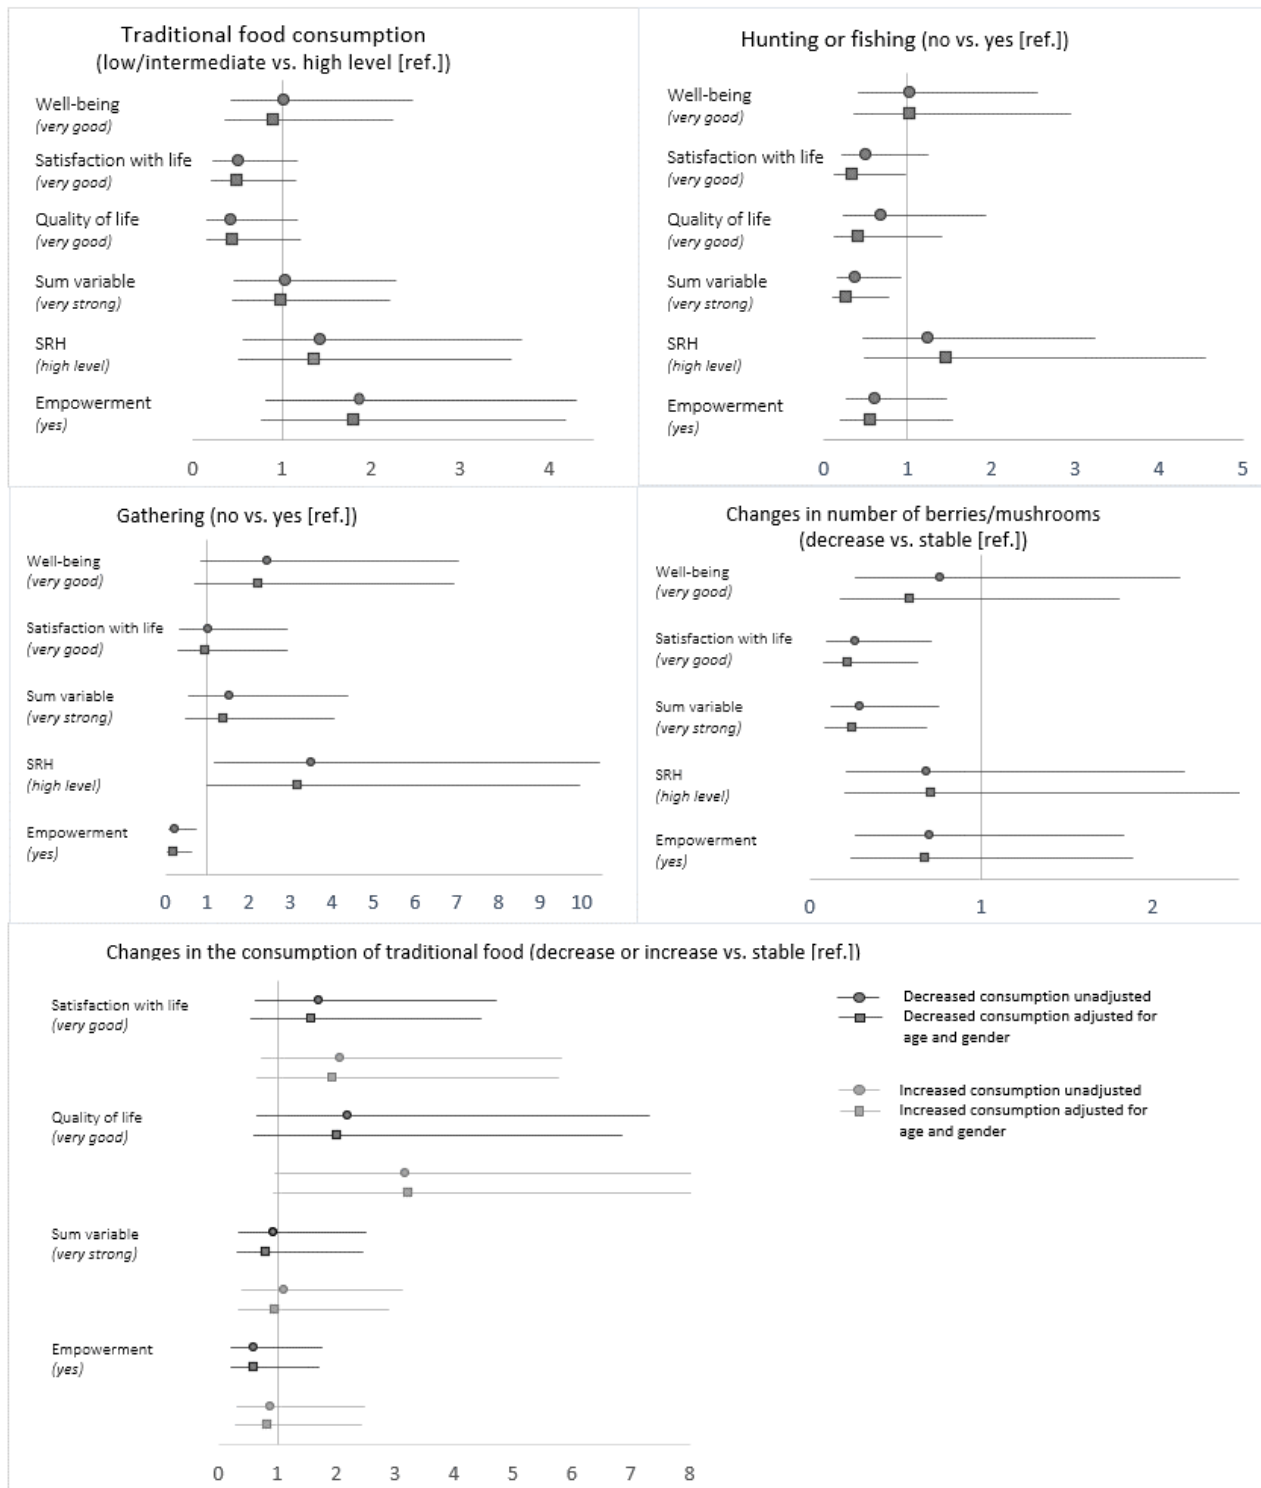 Traditional food consumption
(low/intermediate vs. high level [ref.])
Well-being
(very good)
Satisfaction with life
(very good)
Quality of life
(very good)
Sum variable
(very strong)
SRH
(high level)
Empowerment
(yes)
0 1 2 3 4
Hunting or fishing (no vs. yes [ref.])
Well-being
(very good)
Satisfaction with life
(very good)
Quality of life
(very good)
Sum variable
(very strong)
SRH
(high level)
Empowerment
(yes)
0 1 2 3 4 5
Gathering (no vs. yes [ref.])
Well-being
(very good)
Satisfaction with life
(very good)
Sum variable
(very strong)
SRH
(high level)
Empowerment
(yes)
0 1 2 3 4 5 6 7 8 9 10
Changes in number of berries/mushrooms
(decrease vs. stable [ref.])
Well-being
(very good)
Satisfaction with life
(very good)
Sum variable
(very strong)
SRH
(high level)
Empowerment
(yes)
0 1 2
Changes in the consumption of traditional food (decrease or increase vs. stable [ref.])
Satisfaction with life
(very good)
Quality of life
(very good)
Sum variable
(very strong)
Empowerment
(yes)
0 1 2 3 4 5 6 7 8
Decreased consumption unadjusted
Decreased consumption adjusted for
age and gender
Increased consumption unadjusted
Increased consumption adjusted for
age and gender